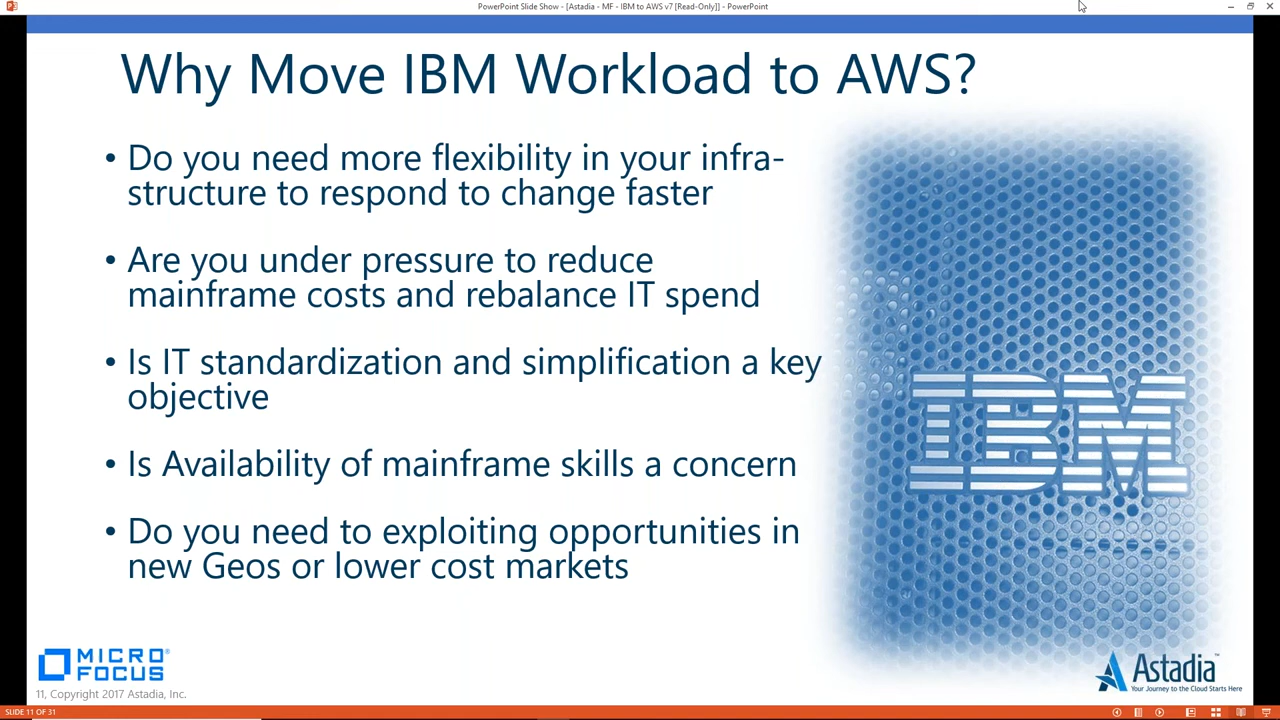 PowerPoint Slide Show - [Astadia - MF - IBM to AWS v7 [Read-Only]] - PowerPoint
Why Move IBM Workload to AWS?
• Do you need more flexibility in your infra-
structure to respond to change faster
• Are you under pressure to reduce
mainframe costs and rebalance IT spend
• Is IT standardization and simplification a key
objective
• Is Availability of mainframe skills a concern
• Do you need to exploiting opportunities in
new Geos or lower cost markets
IBM
MICRO
FOCUS
11, Copyright 2017 Astadia, Inc.
Astadia™
Your Journey to the Cloud Starts Here
SLIDE 11 OF 31